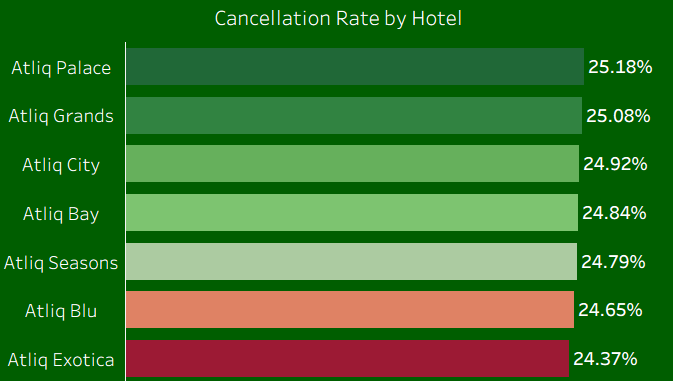 Cancellation Rate by Hotel
Atliq Palace 25.18%
Atliq Grands 25.08%
Atliq City 24.92%
Atliq Bay 24.84%
Atliq Seasons 24.79%
Atliq Blu 24.65%
Atliq Exotica 24.37%